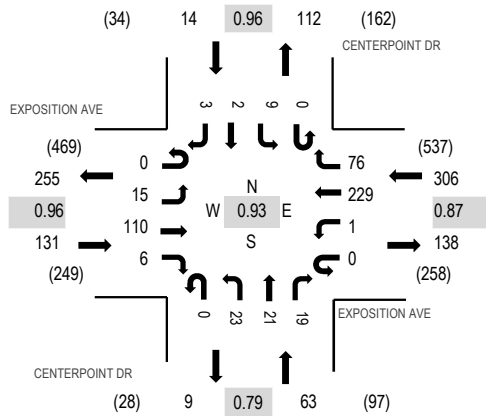 (34) 14 0.96 112 (162)
CENTERPOINT DR
EXPOSITION AVE
3 2 9 0
(469) (537)
0 76
255 306
15 229
N
0.96 W 0.93 E 0.87
110 1
S
131 138
6 0
(249) (258)
0 23 21 19
EXPOSITION AVE
CENTERPOINT DR
(28) 9 0.79 63 (97)